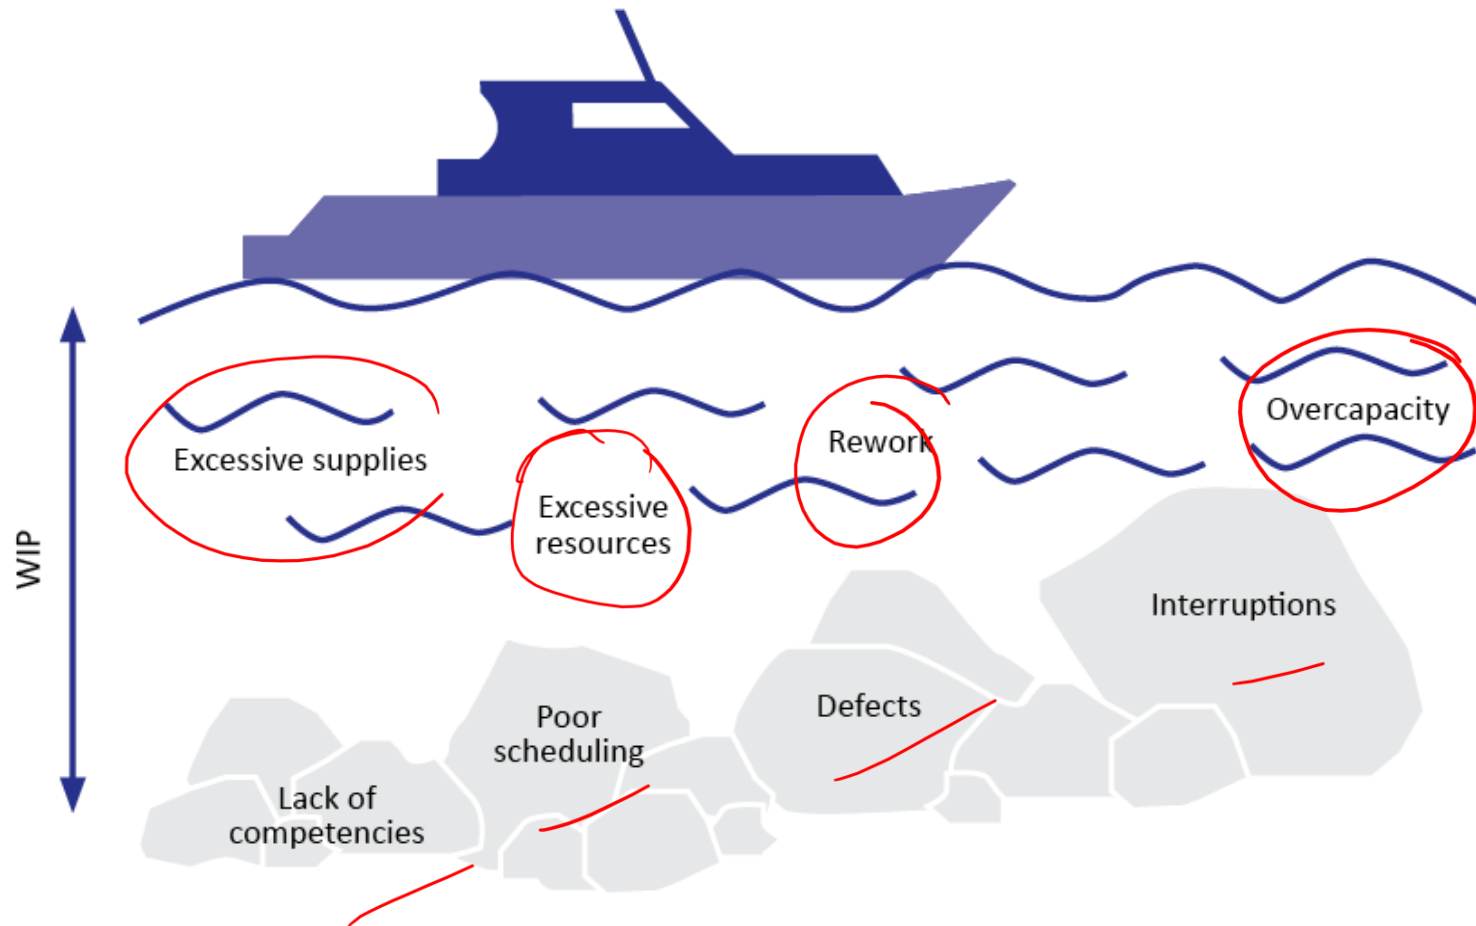 Overcapacity
Rework
Excessive supplies
Excessive
resources
WIP
Interruptions
Defects
Poor
scheduling
Lack of
competencies